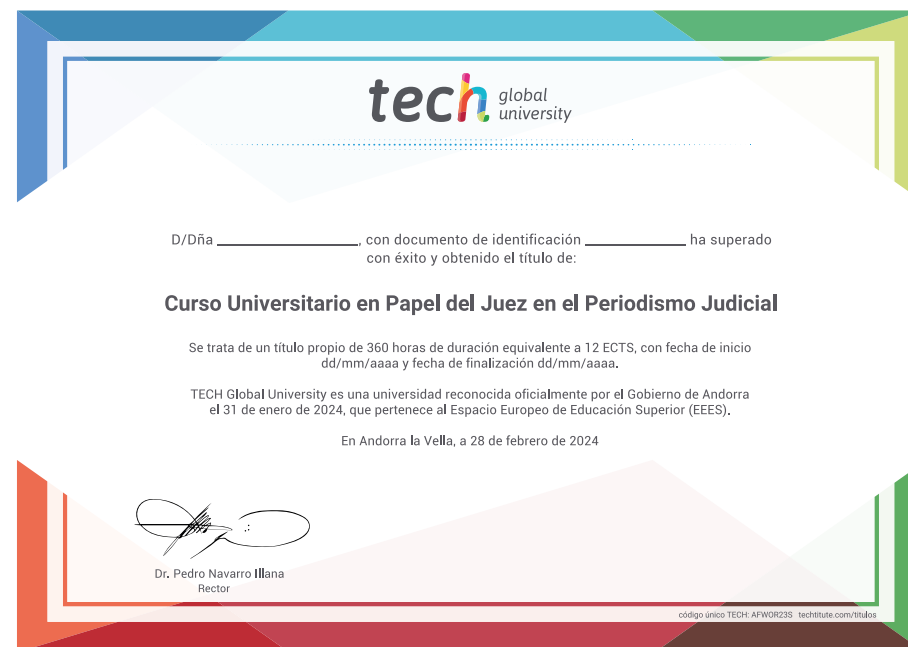 tech global university
D/Dña ____________, con documento de identificación ____________ ha superado
con éxito y obtenido el título de:
Curso Universitario en Papel del Juez en el Periodismo Judicial
Se trata de un título propio de 360 horas de duración equivalente a 12 ECTS, con fecha de inicio
dd/mm/aaaa y fecha de finalización dd/mm/aaaa.
TECH Global University es una universidad reconocida oficialmente por el Gobierno de Andorra
el 31 de enero de 2024, que pertenece al Espacio Europeo de Educación Superior (EEES).
En Andorra la Vella, a 28 de febrero de 2024
Dr. Pedro Navarro Illana
Rector
código único TECH: AFWOR23S techtitute.com/titulos